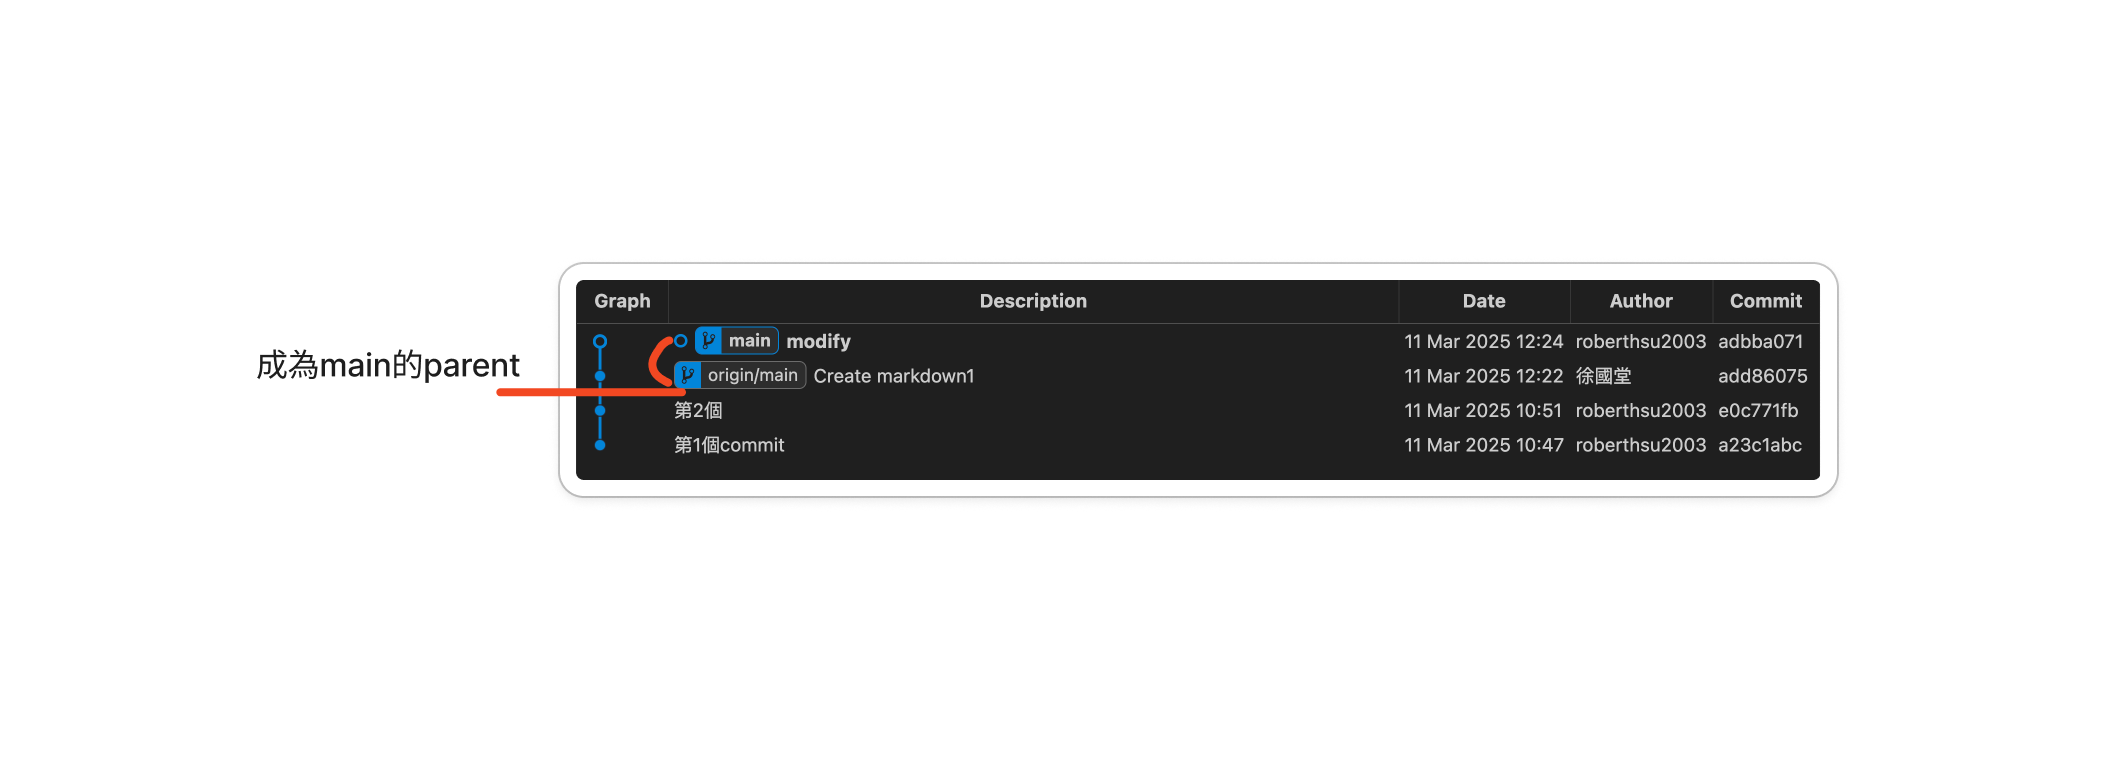 成為main的parent
Graph Description Date Author Commit
main modify 11 Mar 2025 12:24 roberthsu2003 adbba071
origin/main Create markdown1 11 Mar 2025 12:22 徐國堂 add86075
第2個 11 Mar 2025 10:51 roberthsu2003 e0c771fb
第1個commit 11 Mar 2025 10:47 roberthsu2003 a23c1abc